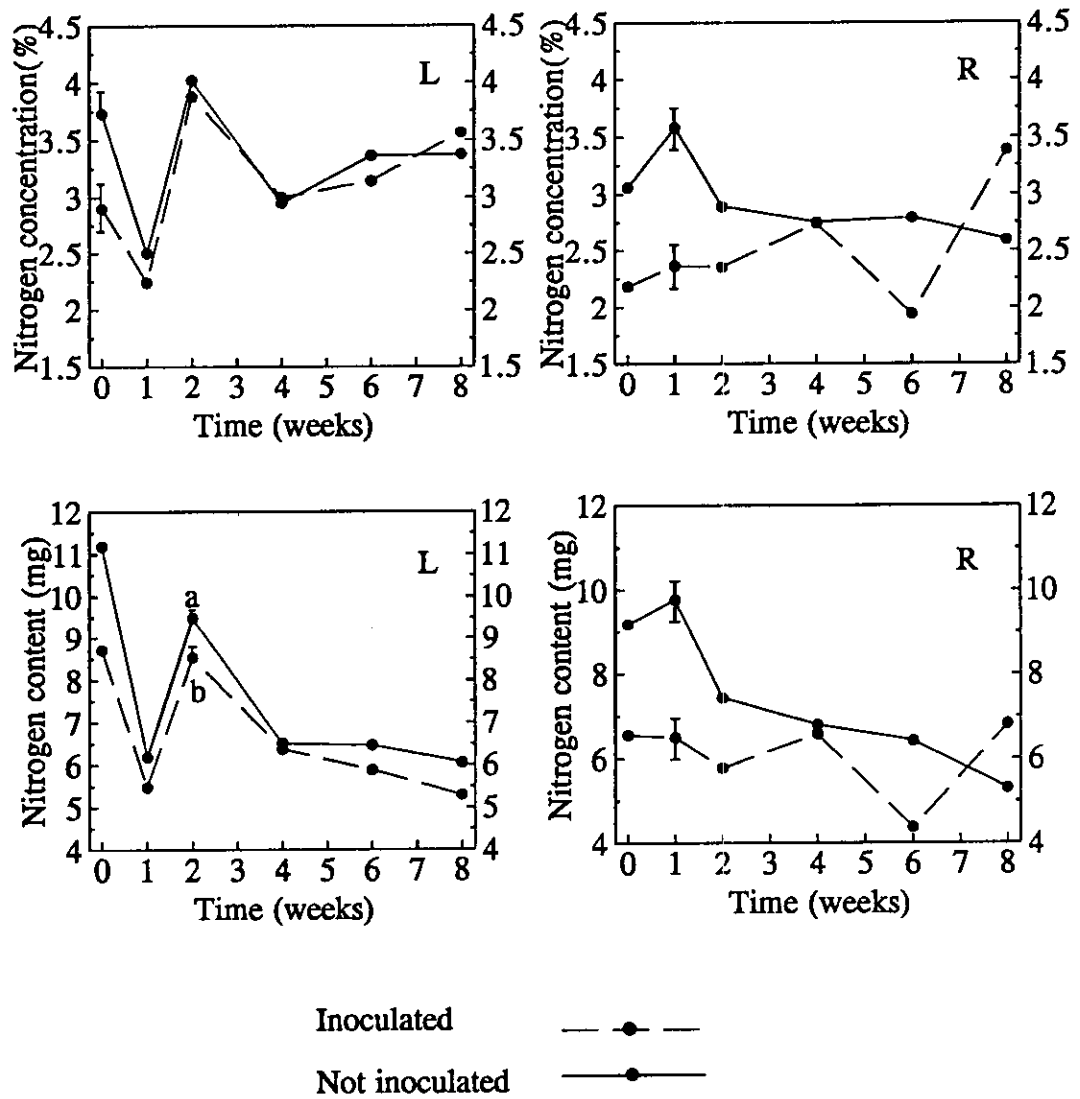 4.5 4.5 4.5 4.5
Nitrogen concentration(%) L Nitrogen concentration (%) R
4 4 4 4
3.5 3.5 3.5 3.5
3 3 3 3
2.5 2.5 2.5 2.5
2 2 2 2
1.5 1.5 1.5 1.5
0 1 2 3 4 5 6 7 8 0 1 2 3 4 5 6 7 8
Time (weeks) Time (weeks)
Nitrogen content (mg) L Nitrogen content (mg) R
12 12 12 12
11 11
10 10 10 10
a
9 9
8 8 8 8
b
7 7
6 6 6 6
5 5
4 4 4 4
0 1 2 3 4 5 6 7 8 0 1 2 3 4 5 6 7 8
Time (weeks) Time (weeks)
Inoculated
Not inoculated